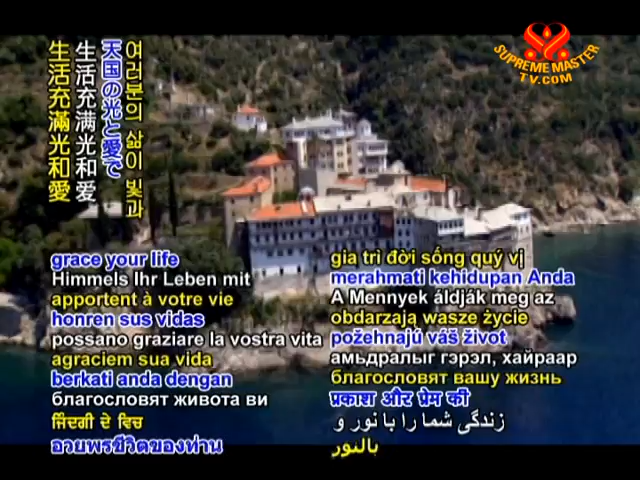 SUPREME MASTER
TV.COM
生活充滿光和愛
生活充满光和爱
天国の光と愛で
여러분의 삶이 빛과
grace your life
Himmels Ihr Leben mit
apportent à votre vie
honren sus vidas
possano graziare la vostra vita
agraciem sua vida
berkati anda dengan
благословят живота ви
ਜ਼ਿੰਦਗੀ ਦੇ ਵਿਚ
อวยพรชีวิตของท่าน
gia trì đời sống quý vị
merahmati kehidupan Anda
A Mennyek áldják meg az
obdarzają wasze życie
požehnajú váš život
амьдралыг гэрэл, хайраар
благославят вашу жизнь
प्रकाश और प्रेम की
زندگی شما را با نور و
بالنور